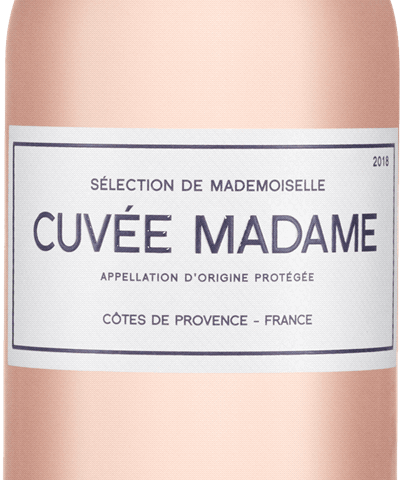 2018
SÉLECTION DE MADEMOISELLE
CUVÉE MADAME
APPELLATION D'ORIGINE PROTÉGÉE
CÔTES DE PROVENCE - FRANCE